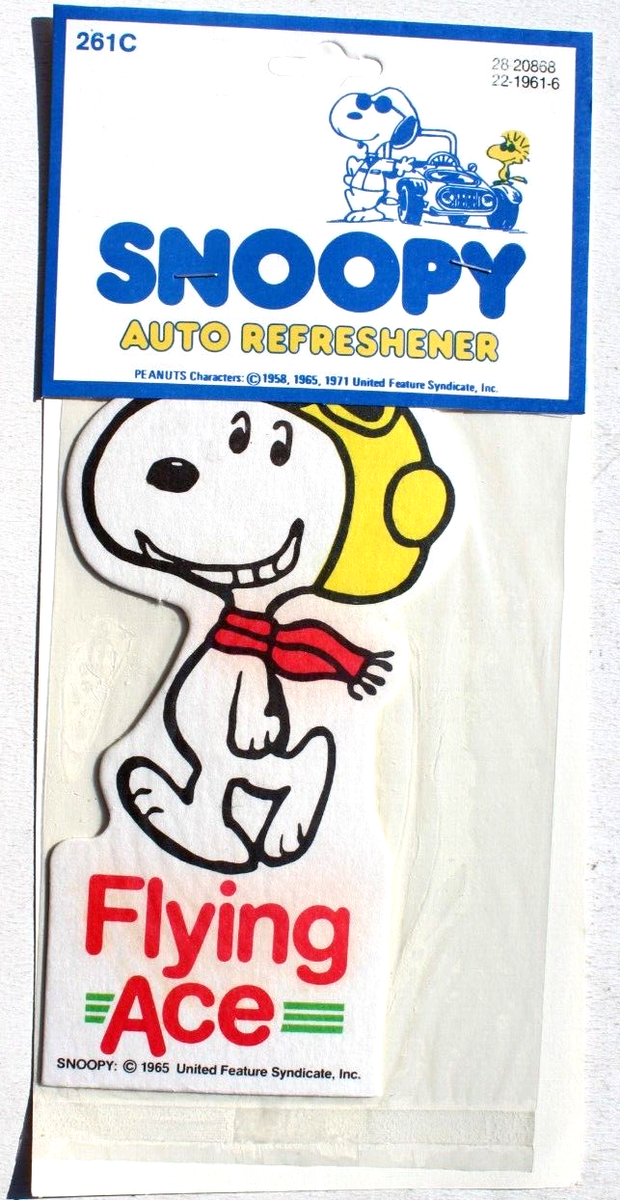 261C
28 20868
22-1961-6
SNOOPY
AUTO REFRESHENER
PEANUTS Characters: © 1958, 1965, 1971 United Feature Syndicate, Inc.
Flying
Ace
SNOOPY: © 1965 United Feature Syndicate, Inc.